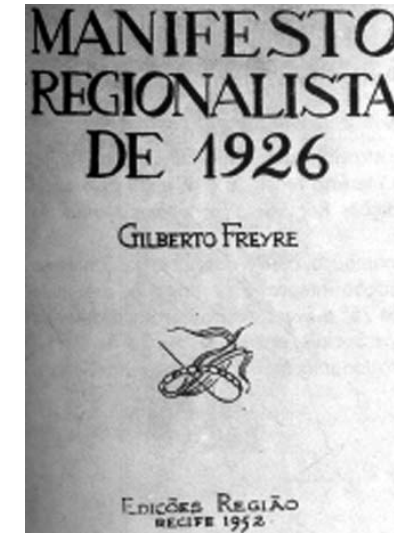 MANIFESTO
REGIONALISTA
DE 1926
GILBERTO FREYRE
EDIÇÕES REGIÃO
RECIFE 1952